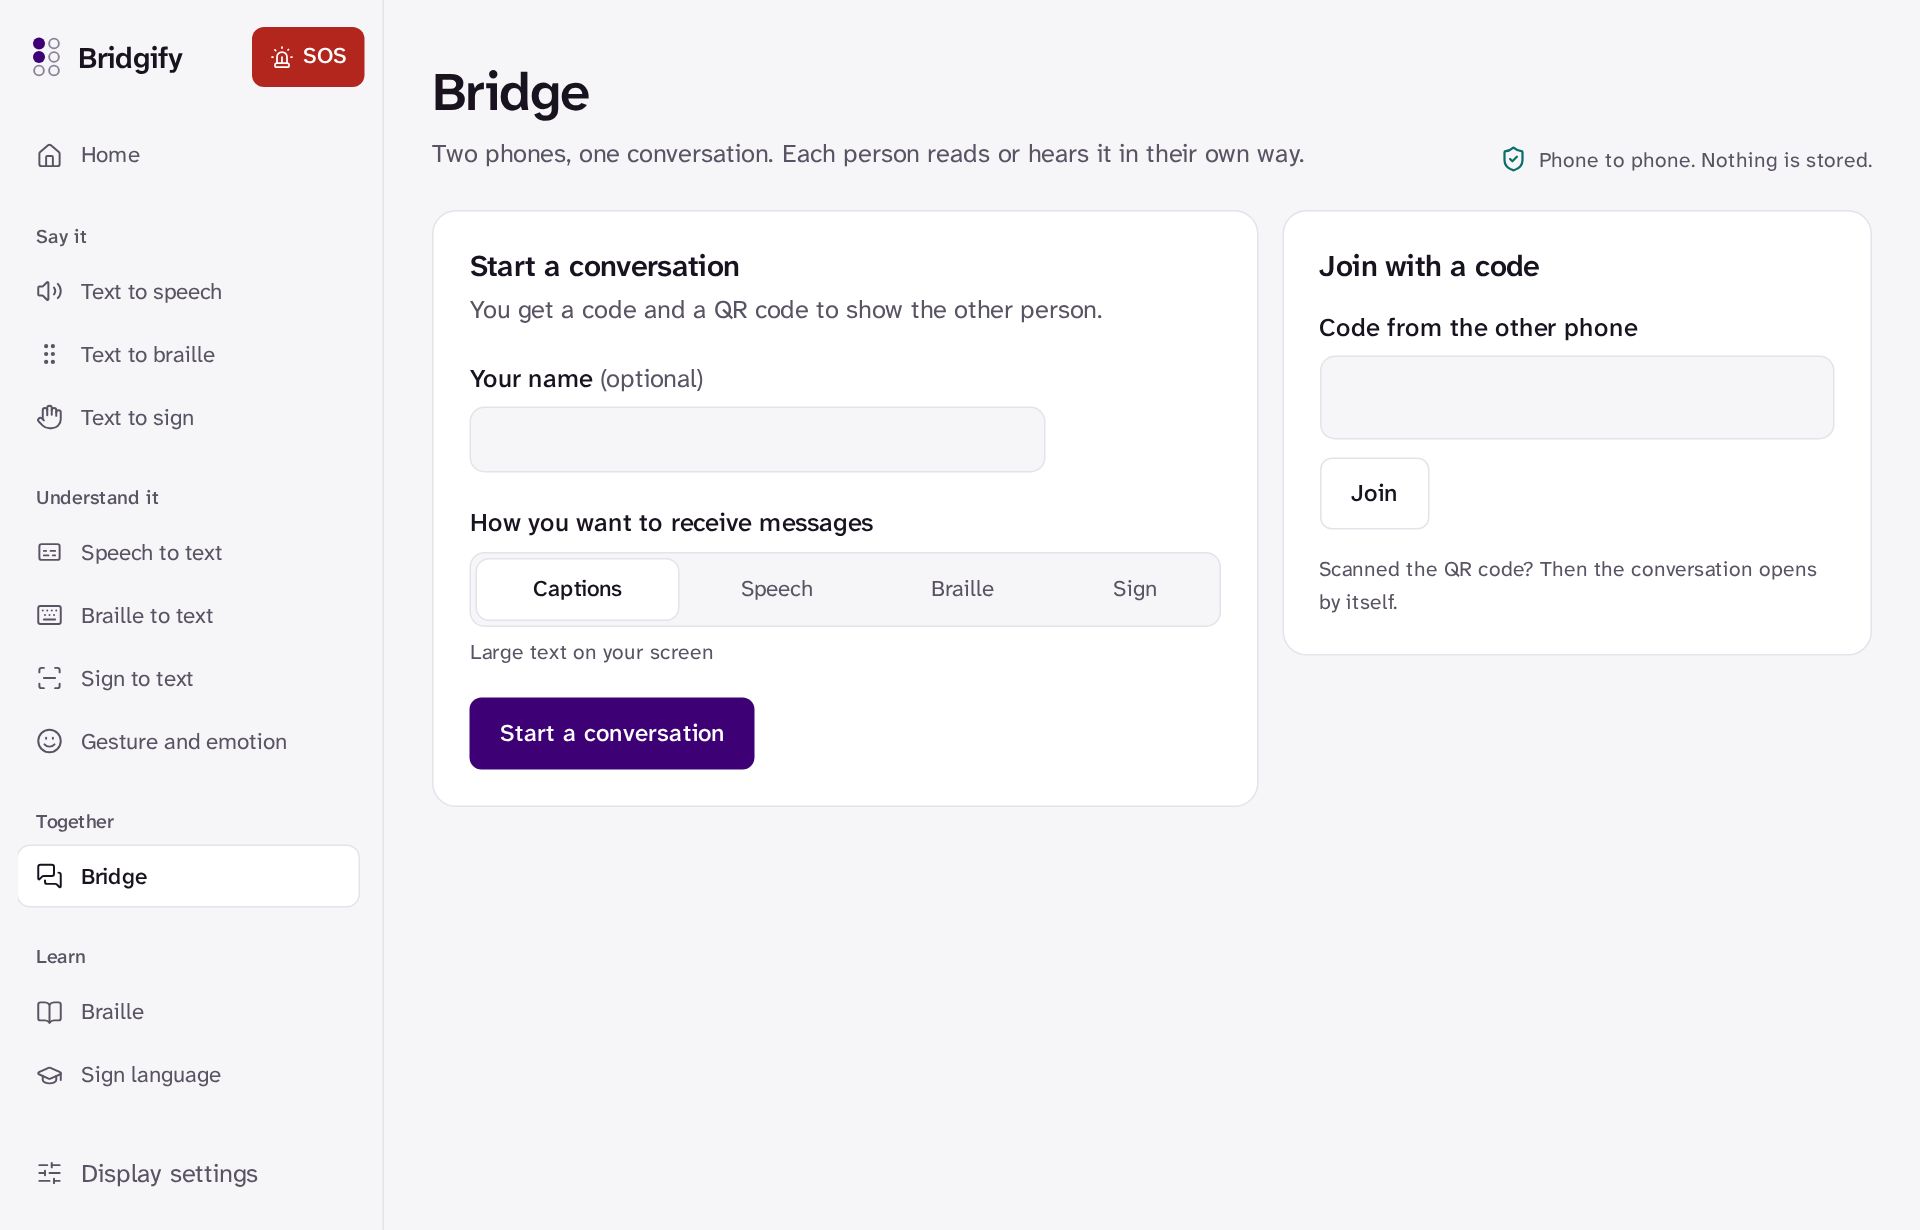 Bridgify
SOS
Home
Say it
Text to speech
Text to braille
Text to sign
Understand it
Speech to text
Braille to text
Sign to text
Gesture and emotion
Together
Bridge
Learn
Braille
Sign language
Display settings
Bridge
Two phones, one conversation. Each person reads or hears it in their own way.
Phone to phone. Nothing is stored.
Start a conversation
You get a code and a QR code to show the other person.
Your name (optional)
How you want to receive messages
Captions Speech Braille Sign
Large text on your screen
Start a conversation
Join with a code
Code from the other phone
Join
Scanned the QR code? Then the conversation opens
by itself.